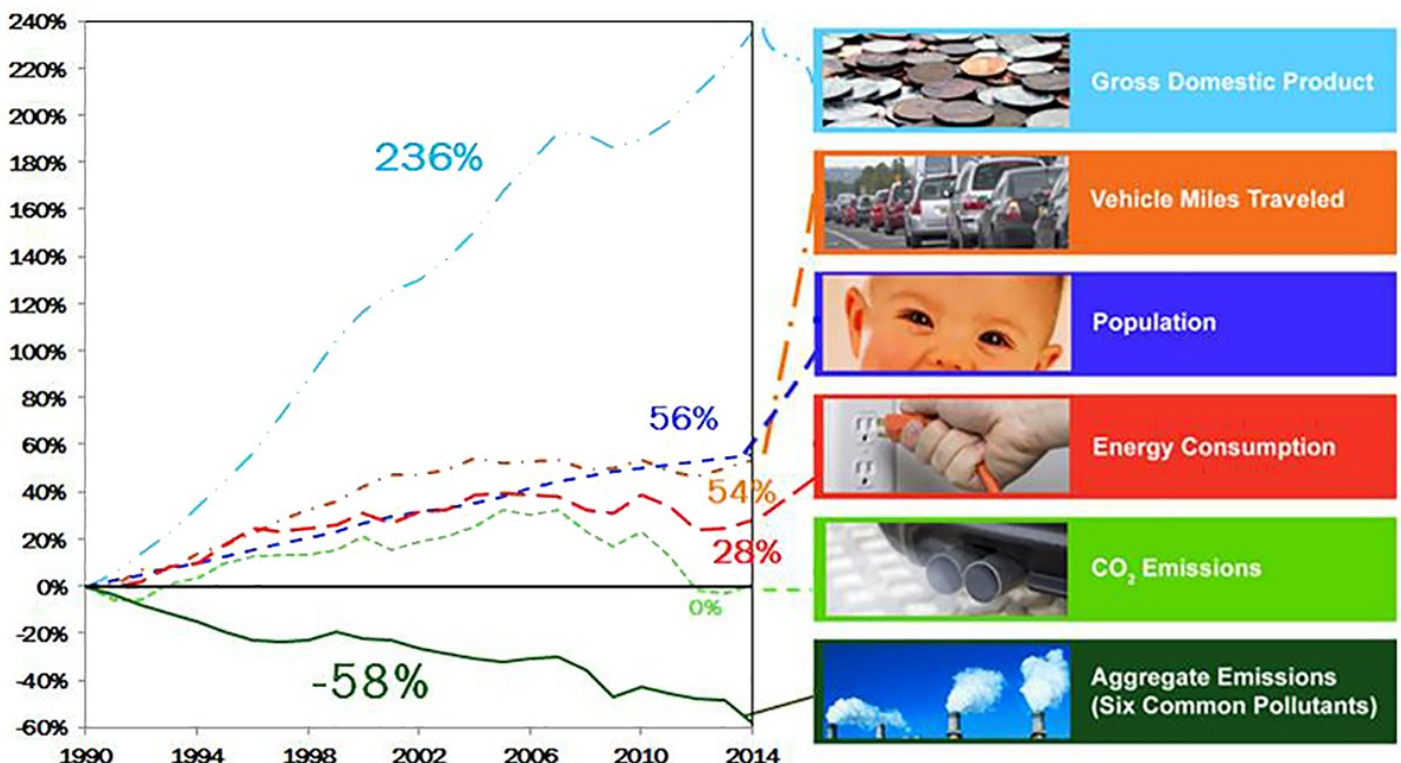 240%
220%
200%
180%
160%
140%
120%
100%
80%
60%
40%
20%
0%
-20%
-40%
-60%
1990 1994 1998 2002 2006 2010 2014
236%
56%
54%
28%
0%
-58%
Gross Domestic Product
Vehicle Miles Traveled
Population
Energy Consumption
CO₂ Emissions
Aggregate Emissions
(Six Common Pollutants)